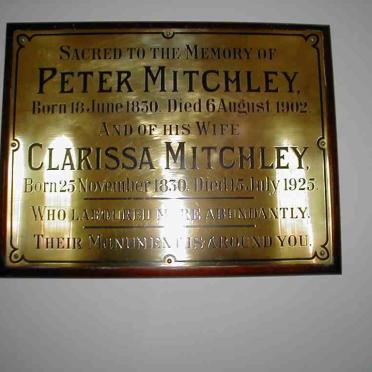 SACRED TO THE MEMORY OF
PETER MITCHLEY,
Born 18 June 1830. Died 6 August 1902.
AND OF HIS WIFE
CLARISSA MITCHLEY,
Born 25 November 1830. Died 15 July 1925.
WHO LABOURED MORE ABUNDANTLY.
THEIR MONUMENT IS AROUND YOU.